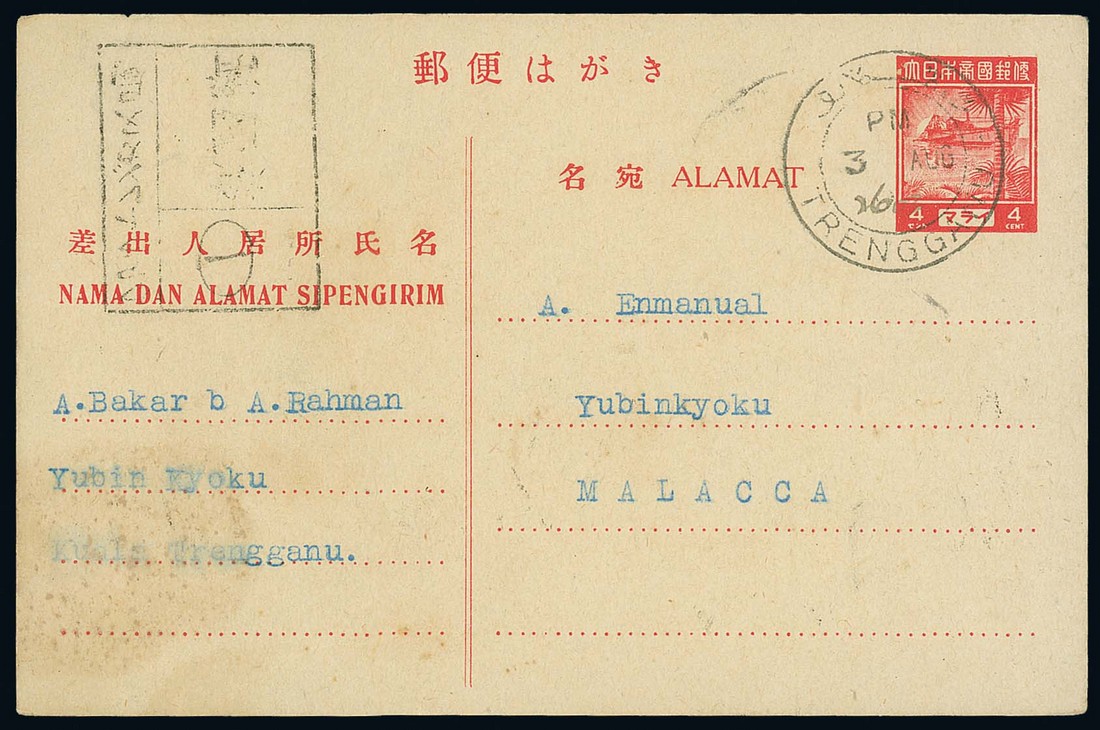 郵便はがき
大日本帝國郵便
4 マライ 4
CENT
PM
3 AUG
TRENGGANU
名宛 ALAMAT
差出人居所氏名
NAMA DAN ALAMAT SIPENGIRIM
A. Enmanual
Yubinkyoku
MALACCA
A.Bakar b A.Rahman
Yubin Kyoku
Kuala Trengganu.